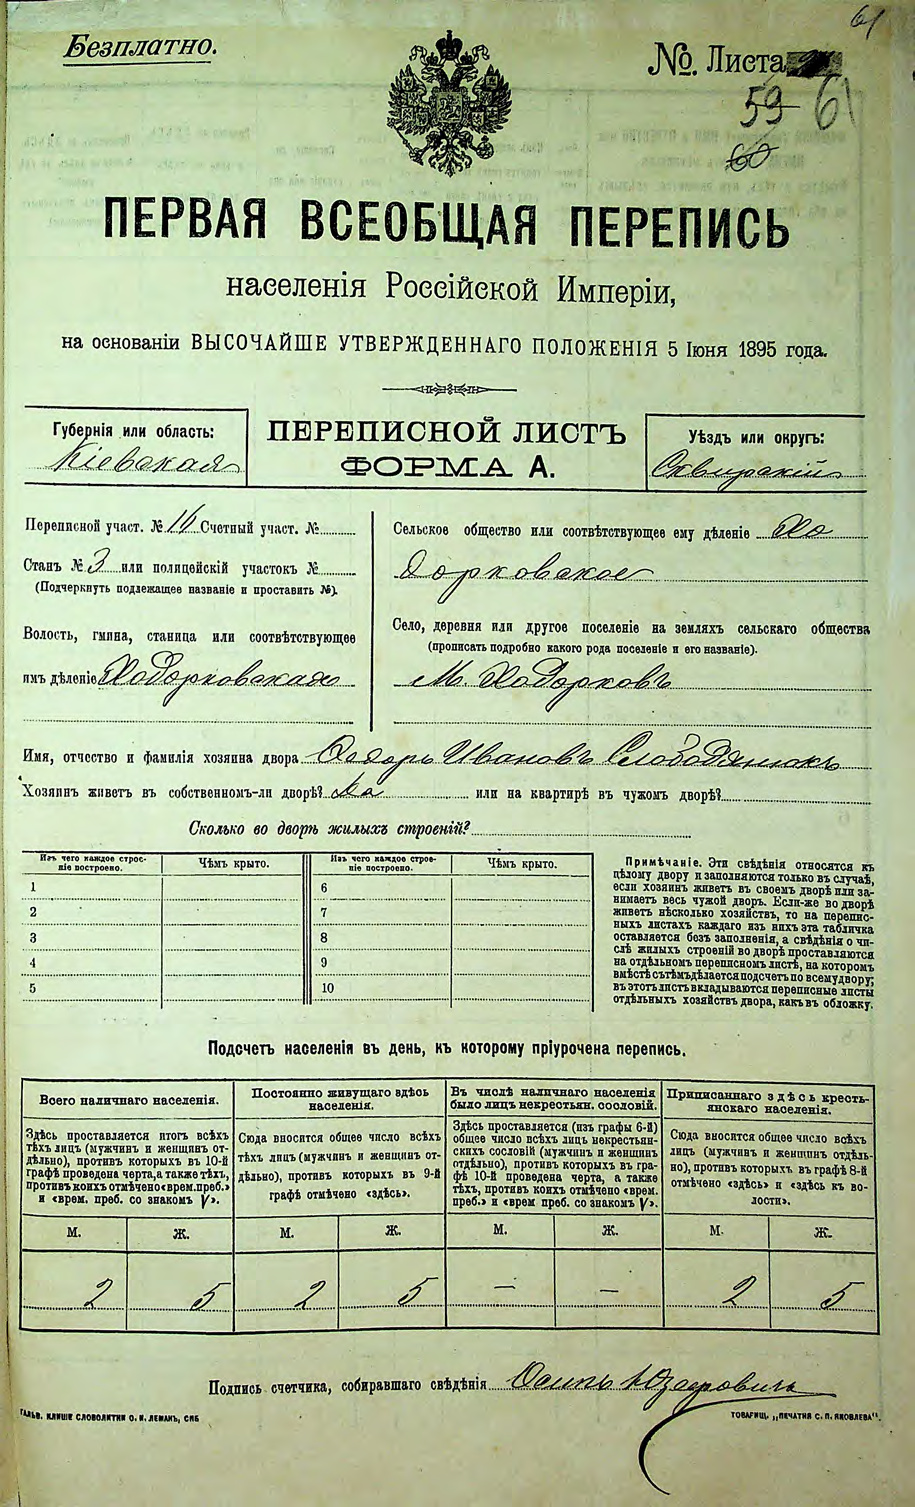 61
Безплатно.
№. Листа
59 61
60
ПЕРВАЯ ВСЕОБЩАЯ ПЕРЕПИСЬ
населенія Россійской Имперіи,
на основаніи ВЫСОЧАЙШЕ УТВЕРЖДЕННАГО ПОЛОЖЕНІЯ 5 Іюня 1895 года.
Губернія или область:
Кіевская
ПЕРЕПИСНОЙ ЛИСТЪ
ФОРМА А.
Уѣздъ или округъ:
Сквирскій
Переписной участ. № 16 Счетный участ. №
Станъ № 3 или полицейскій участокъ №
(Подчеркнуть подлежащее названіе и проставить №).
Волость, гмина, станица или соотвѣтствующее
имъ дѣленіе Ходорковская
Сельское общество или соотвѣтствующее ему дѣленіе Хо
дорковское
Село, деревня или другое поселеніе на земляхъ сельскаго общества
(прописать подробно какого рода поселеніе и его названіе).
М. Ходорковъ
Имя, отчество и фамилія хозяина двора Федоръ Ивановъ Слободянюкъ
Хозяинъ живетъ въ собственномъ-ли дворѣ? Да или на квартирѣ въ чужомъ дворѣ?
Сколько во дворѣ жилыхъ строеній?
Изъ чего каждое строе-
ніе построено.
Чѣмъ крыто.
Изъ чего каждое строе-
ніе построено.
Чѣмъ крыто.
1 6
2 7
3 8
4 9
5 10
Примѣчаніе. Эти свѣдѣнія относятся къ
цѣлому двору и заполняются только въ случаѣ,
если хозяинъ живетъ въ своемъ дворѣ или за-
нимаетъ весь чужой дворъ. Если-же во дворѣ
живетъ нѣсколько хозяйствъ, то на перепис-
ныхъ листахъ каждаго изъ нихъ эта табличка
оставляется безъ заполненія, а свѣдѣнія о чи-
слѣ жилыхъ строеній во дворѣ проставляются
на отдѣльномъ переписномъ листѣ, на которомъ
вмѣстѣ съ тѣмъ дѣлается подсчетъ по всему двору;
въ этотъ листъ вкладываются переписные листы
отдѣльныхъ хозяйствъ двора, какъ въ обложку.
Подсчетъ населенія въ день, къ которому пріурочена перепись.
Всего наличнаго населенія.
Постоянно живущаго здѣсь
населенія.
Въ числѣ наличнаго населенія
было лицъ некрестьян. сословій.
Приписаннаго здѣсь кресть-
янскаго населенія.
Здѣсь проставляется итогъ всѣхъ
тѣхъ лицъ (мужчинъ и женщинъ от-
дѣльно), противъ которыхъ въ 10-й
графѣ проведена черта, а также тѣхъ,
противъ коихъ отмѣчено «врем. преб.»
и «врем. преб. со знакомъ V».
Сюда вносится общее число всѣхъ
тѣхъ лицъ (мужчинъ и женщинъ от-
дѣльно), противъ которыхъ въ 9-й
графѣ отмѣчено «здѣсь».
Здѣсь проставляется (изъ графы 6-й)
общее число всѣхъ лицъ некрестьян-
скихъ сословій (мужчинъ и женщинъ
отдѣльно), противъ которыхъ въ гра-
фѣ 10-й проведена черта, а также
тѣхъ, противъ коихъ отмѣчено «врем.
преб.» и «врем преб. со знакомъ V».
Сюда вносится общее число всѣхъ
лицъ (мужчинъ и женщинъ отдѣль-
но), противъ которыхъ въ графѣ 8-й
отмѣчено «здѣсь» и «здѣсь въ во-
лости».
М. Ж. М. Ж. М. Ж. М. Ж.
2 5 2 5 — — 2 5
Подпись счетчика, собиравшаго свѣдѣнія Осипъ
ГАЛЬВ. КЛИШЕ СЛОВОЛИТНИ О. И. ЛЕМАНЪ, СПБ
ТОВАРИЩ. „ПЕЧАТНЯ С. П. ЯКОВЛЕВА".